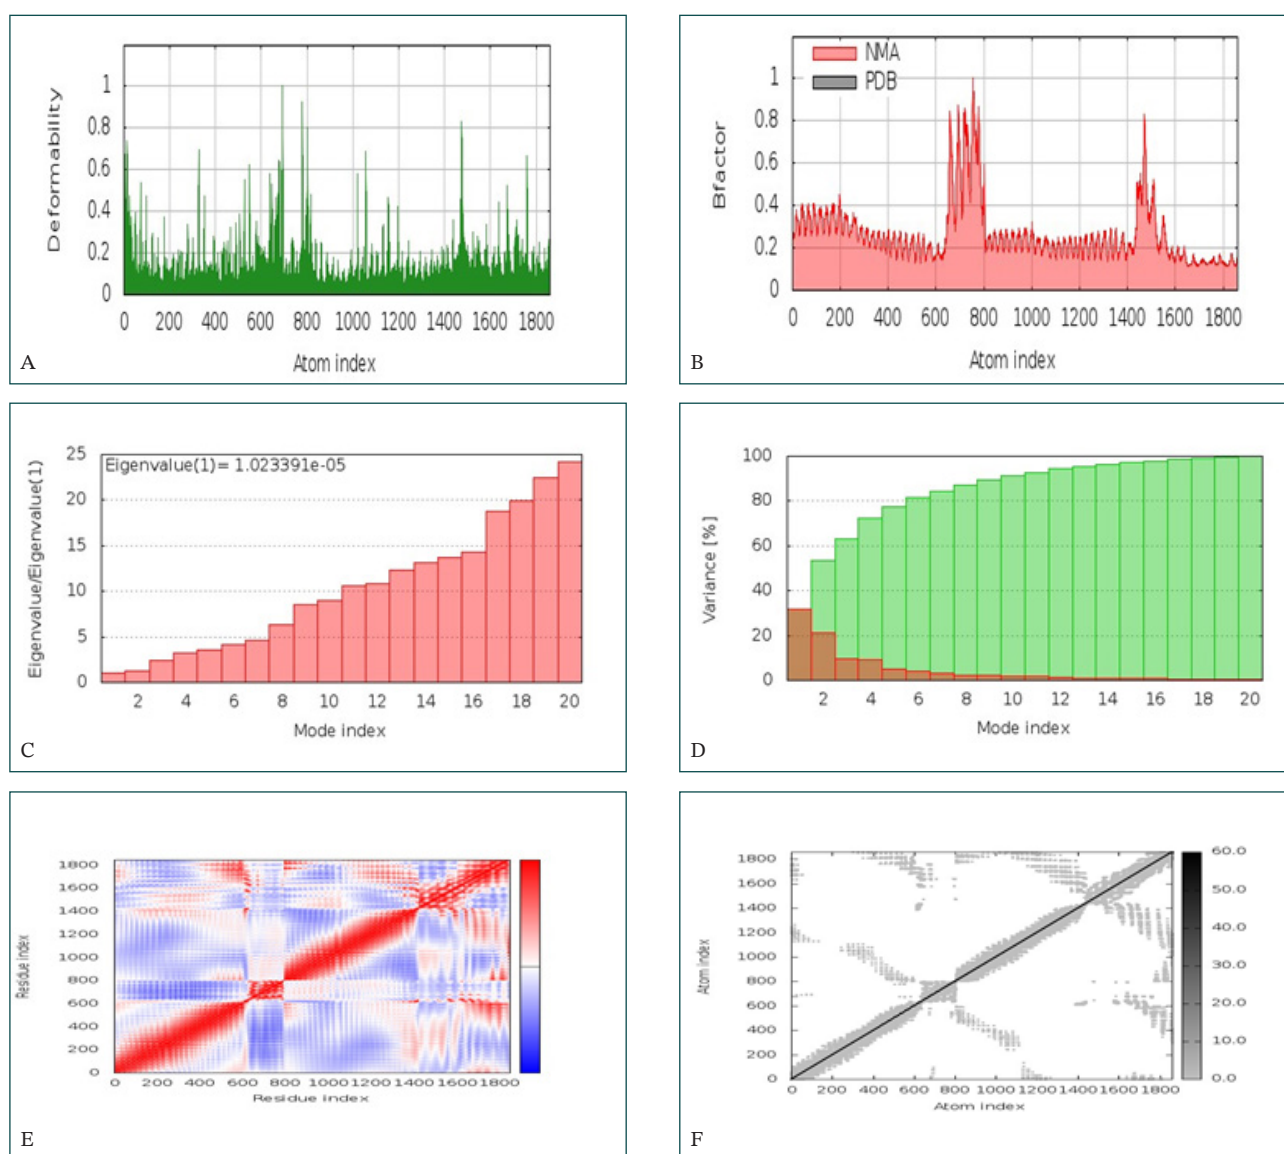 Deformability
1
0.8
0.6
0.4
0.2
0
0 200 400 600 800 1000 1200 1400 1600 1800
Atom index
A
Bfactor
NMA
PDB
1
0.8
0.6
0.4
0.2
0
0 200 400 600 800 1000 1200 1400 1600 1800
Atom index
B
Eigenvalue/Eigenvalue(1)
Eigenvalue(1)= 1.023391e-05
25
20
15
10
5
0
2 4 6 8 10 12 14 16 18 20
Mode index
C
Variance [%]
100
80
60
40
20
0
2 4 6 8 10 12 14 16 18 20
Mode index
D
Residue index
1800
1600
1400
1200
1000
800
600
400
200
0
0 200 400 600 800 1000 1200 1400 1600 1800
Residue index
E
Atom index
1800
1600
1400
1200
1000
800
600
400
200
0
0 200 400 600 800 1000 1200 1400 1600 1800
Atom index
60.0
50.0
40.0
30.0
20.0
10.0
0.0
F